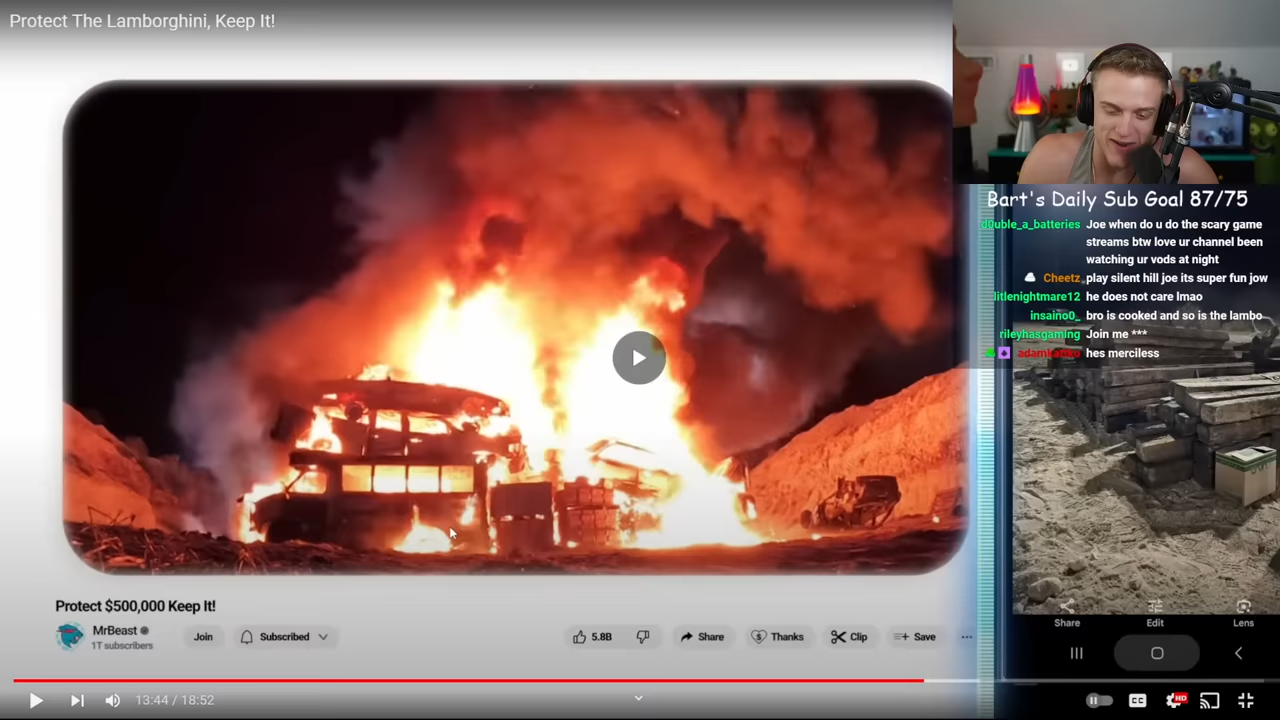 Protect The Lamborghini, Keep It!
Bart's Daily Sub Goal 87/75
d0uble_a_batteries Joe when do u do the scary game
streams btw love ur channel been
watching ur vods at night
Cheetz play silent hill joe its super fun jow
litlenightmare12 he does not care lmao
insaino0_ bro is cooked and so is the lambo
rileyhasgaming Join me ***
hes merciless
Protect $500,000 Keep It!
MrBeast
1T subscribers
Join
Subscribed
5.8B
Share
Thanks
Clip
Save
Share
Edit
Lens
13:44 / 18:52
CC
HD